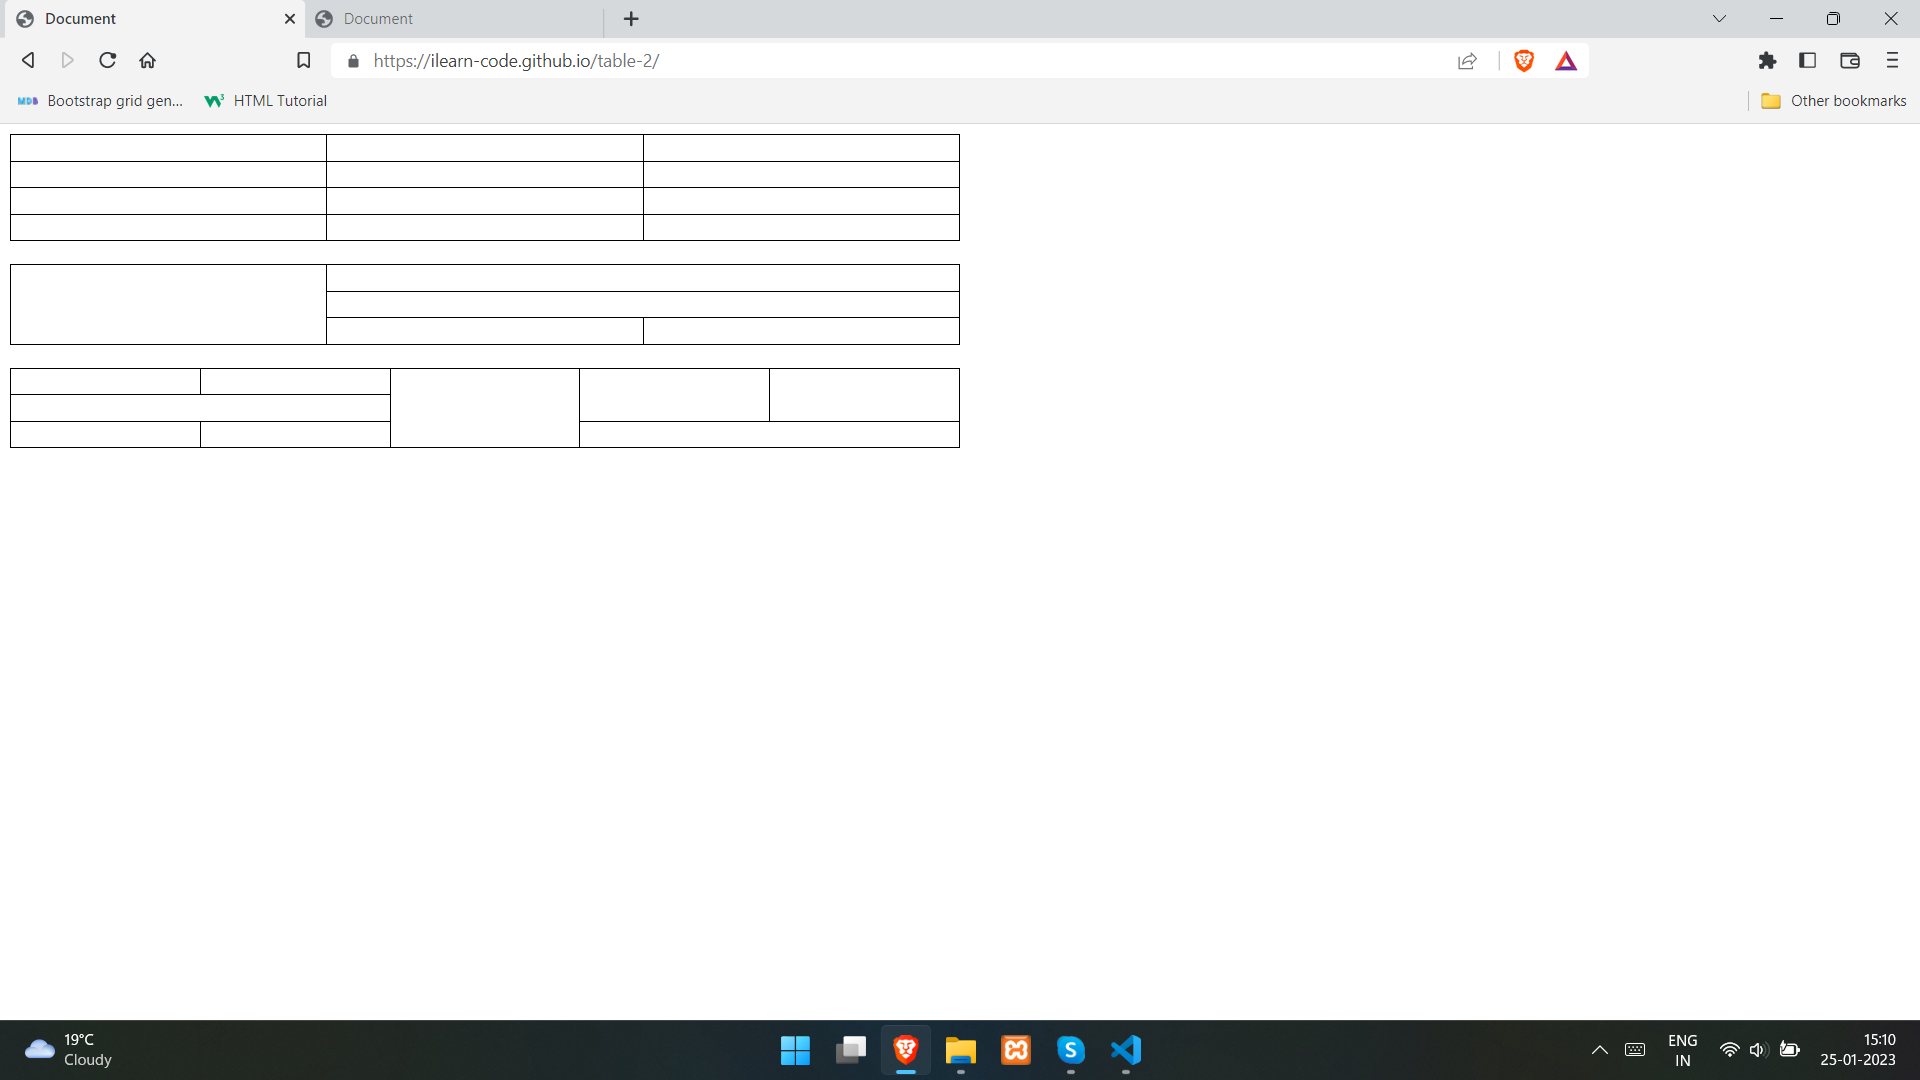 Document
Document
https://ilearn-code.github.io/table-2/
MDB Bootstrap grid gen...
W3 HTML Tutorial
Other bookmarks
19°C
Cloudy
S
ENG
IN
15:10
25-01-2023